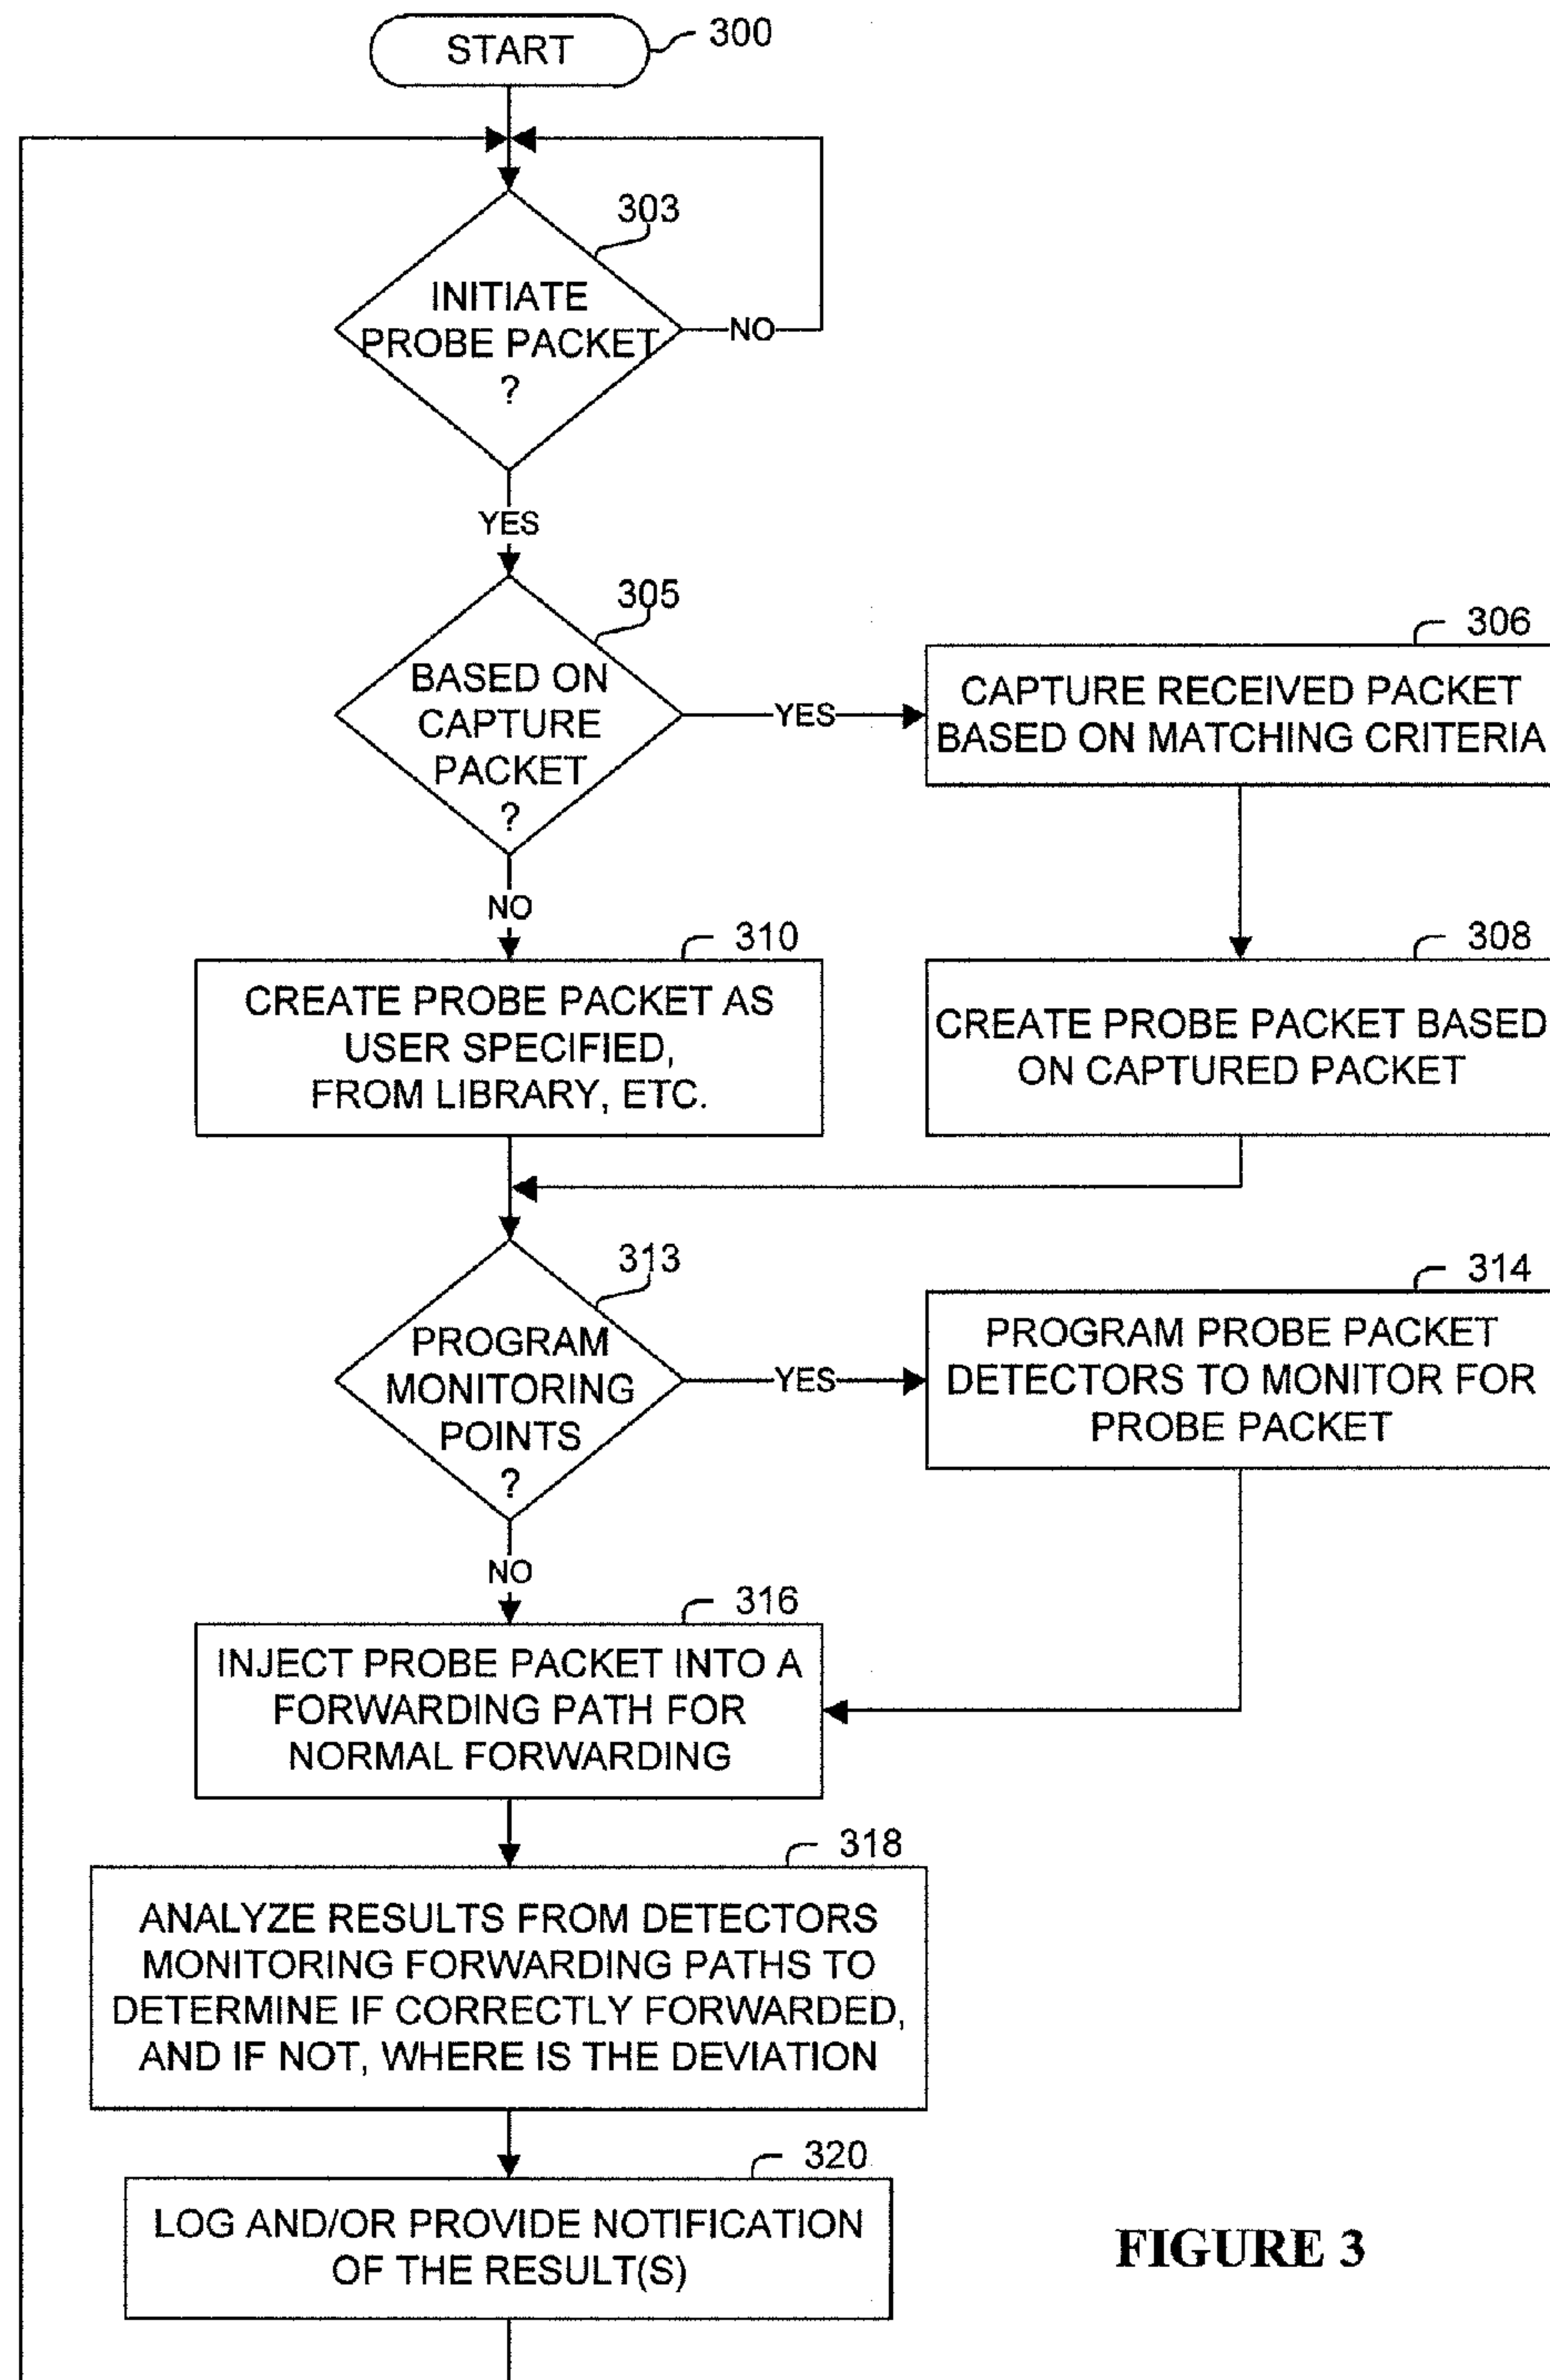 START
300
303
INITIATE
PROBE PACKET
?
NO
YES
305
BASED ON
CAPTURE
PACKET
?
YES
306
CAPTURE RECEIVED PACKET
BASED ON MATCHING CRITERIA
NO
310
CREATE PROBE PACKET AS
USER SPECIFIED,
FROM LIBRARY, ETC.
308
CREATE PROBE PACKET BASED
ON CAPTURED PACKET
313
PROGRAM
MONITORING
POINTS
?
YES
314
PROGRAM PROBE PACKET
DETECTORS TO MONITOR FOR
PROBE PACKET
NO
316
INJECT PROBE PACKET INTO A
FORWARDING PATH FOR
NORMAL FORWARDING
318
ANALYZE RESULTS FROM DETECTORS
MONITORING FORWARDING PATHS TO
DETERMINE IF CORRECTLY FORWARDED,
AND IF NOT, WHERE IS THE DEVIATION
320
LOG AND/OR PROVIDE NOTIFICATION
OF THE RESULT(S)
FIGURE 3